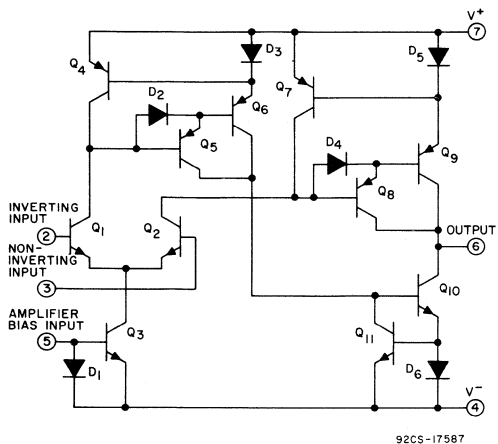 V+
7
Q4
D3
D5
D2
Q6
Q7
Q5
D4
Q9
Q8
INVERTING
INPUT
2
Q1
Q2
OUTPUT
6
NON-
INVERTING
INPUT
3
Q10
AMPLIFIER
BIAS INPUT
5
Q3
Q11
D1
D6
V-
4
92CS-17587